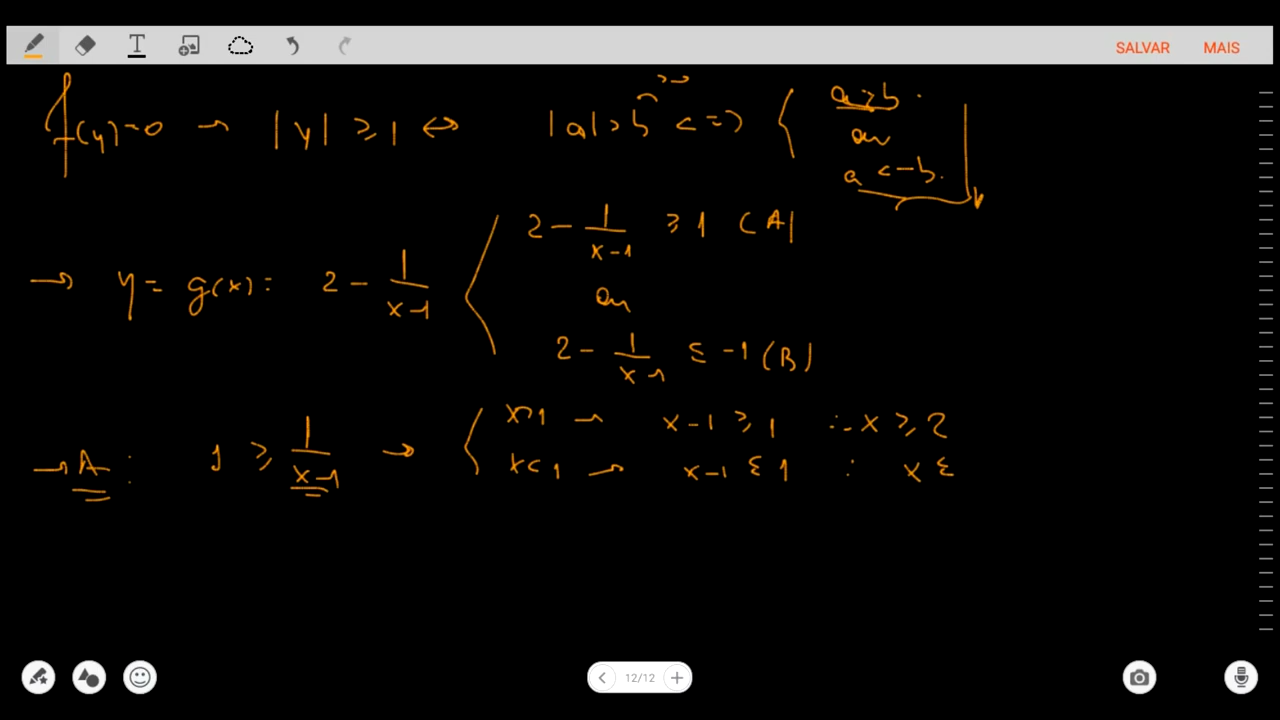 SALVAR MAIS
f(y)=0 → |y| ≥ 1 ⟷ |a| > b <=> { a>b.
ou
a <-b.
→ y = g(x) = 2 - 1/(x-1) { 2 - 1/(x-1) ≥ 1 (A)
ou
2 - 1/(x-1) ≤ -1 (B)
→ A: 1 ≥ 1/(x-1) → { x>1 → x-1 ≥ 1 ∴ x ≥ 2
x<1 → x-1 ≤ 1 : x ≤
12/12